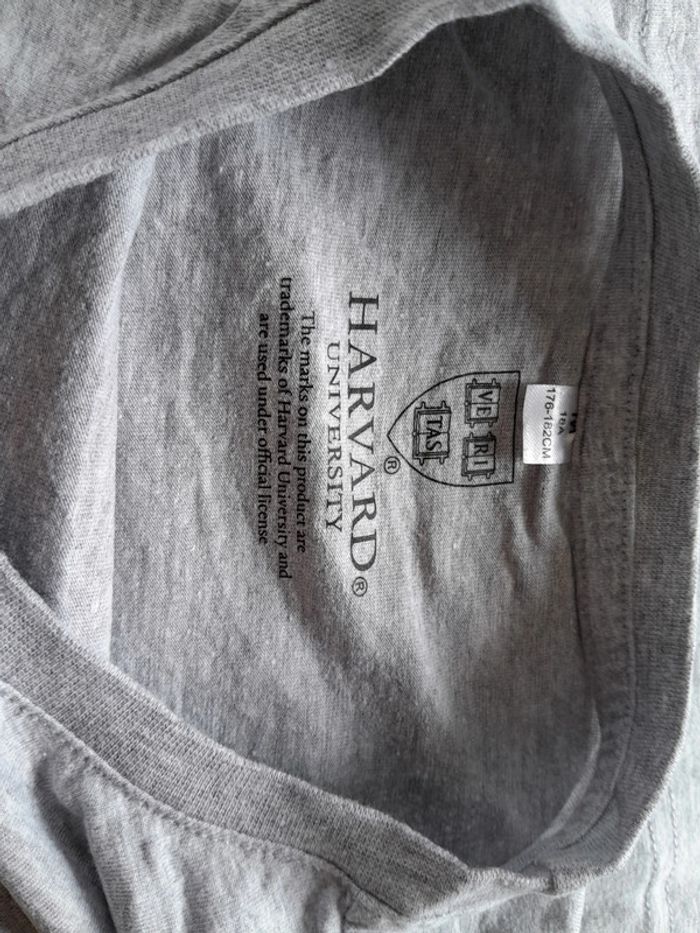 18A
176-182CM
VE RI
TAS
®
HARVARD®
UNIVERSITY
The marks on this product are
trademarks of Harvard University and
are used under official license